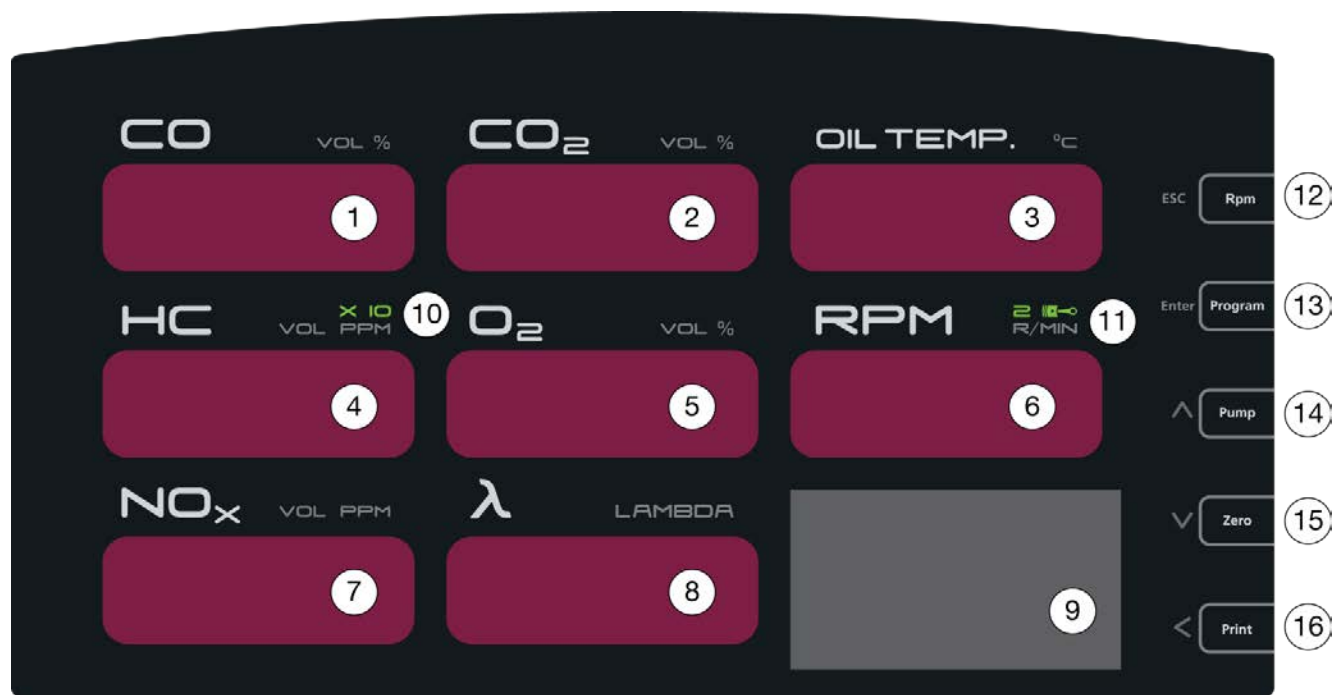 CO VOL %
CO₂ VOL %
OIL TEMP. °C
1
2
3
ESC Rpm 12
HC VOL PPM X 10 10
O₂ VOL %
RPM 2 R/MIN 11
Enter Program 13
4
5
6
^ Pump 14
NOx VOL PPM
λ LAMBDA
7
8
9
∨ Zero 15
< Print 16